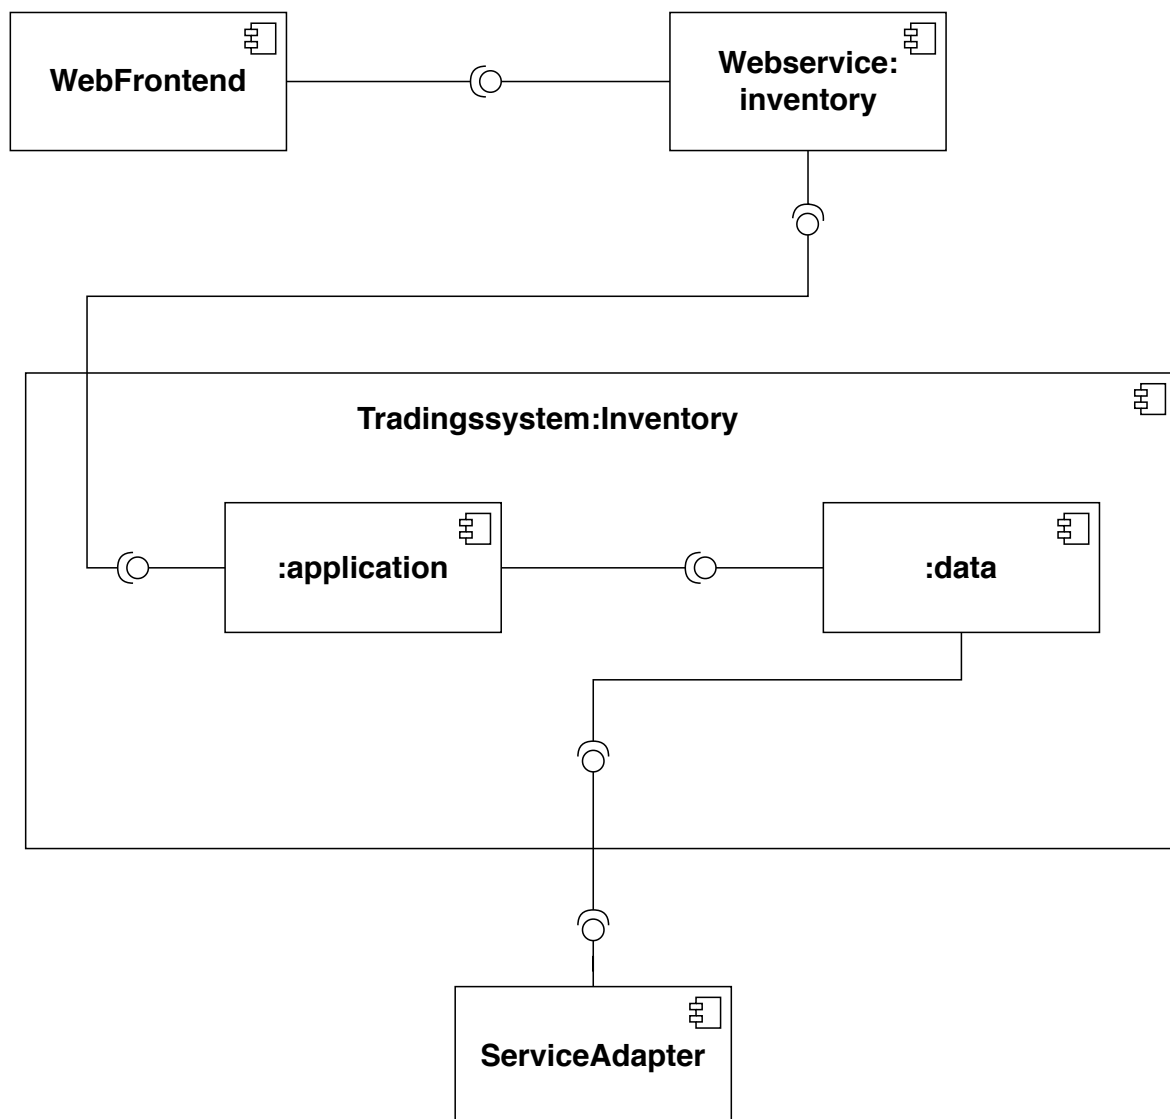 WebFrontend
Webservice:
inventory
Tradingssystem:Inventory
:application
:data
ServiceAdapter